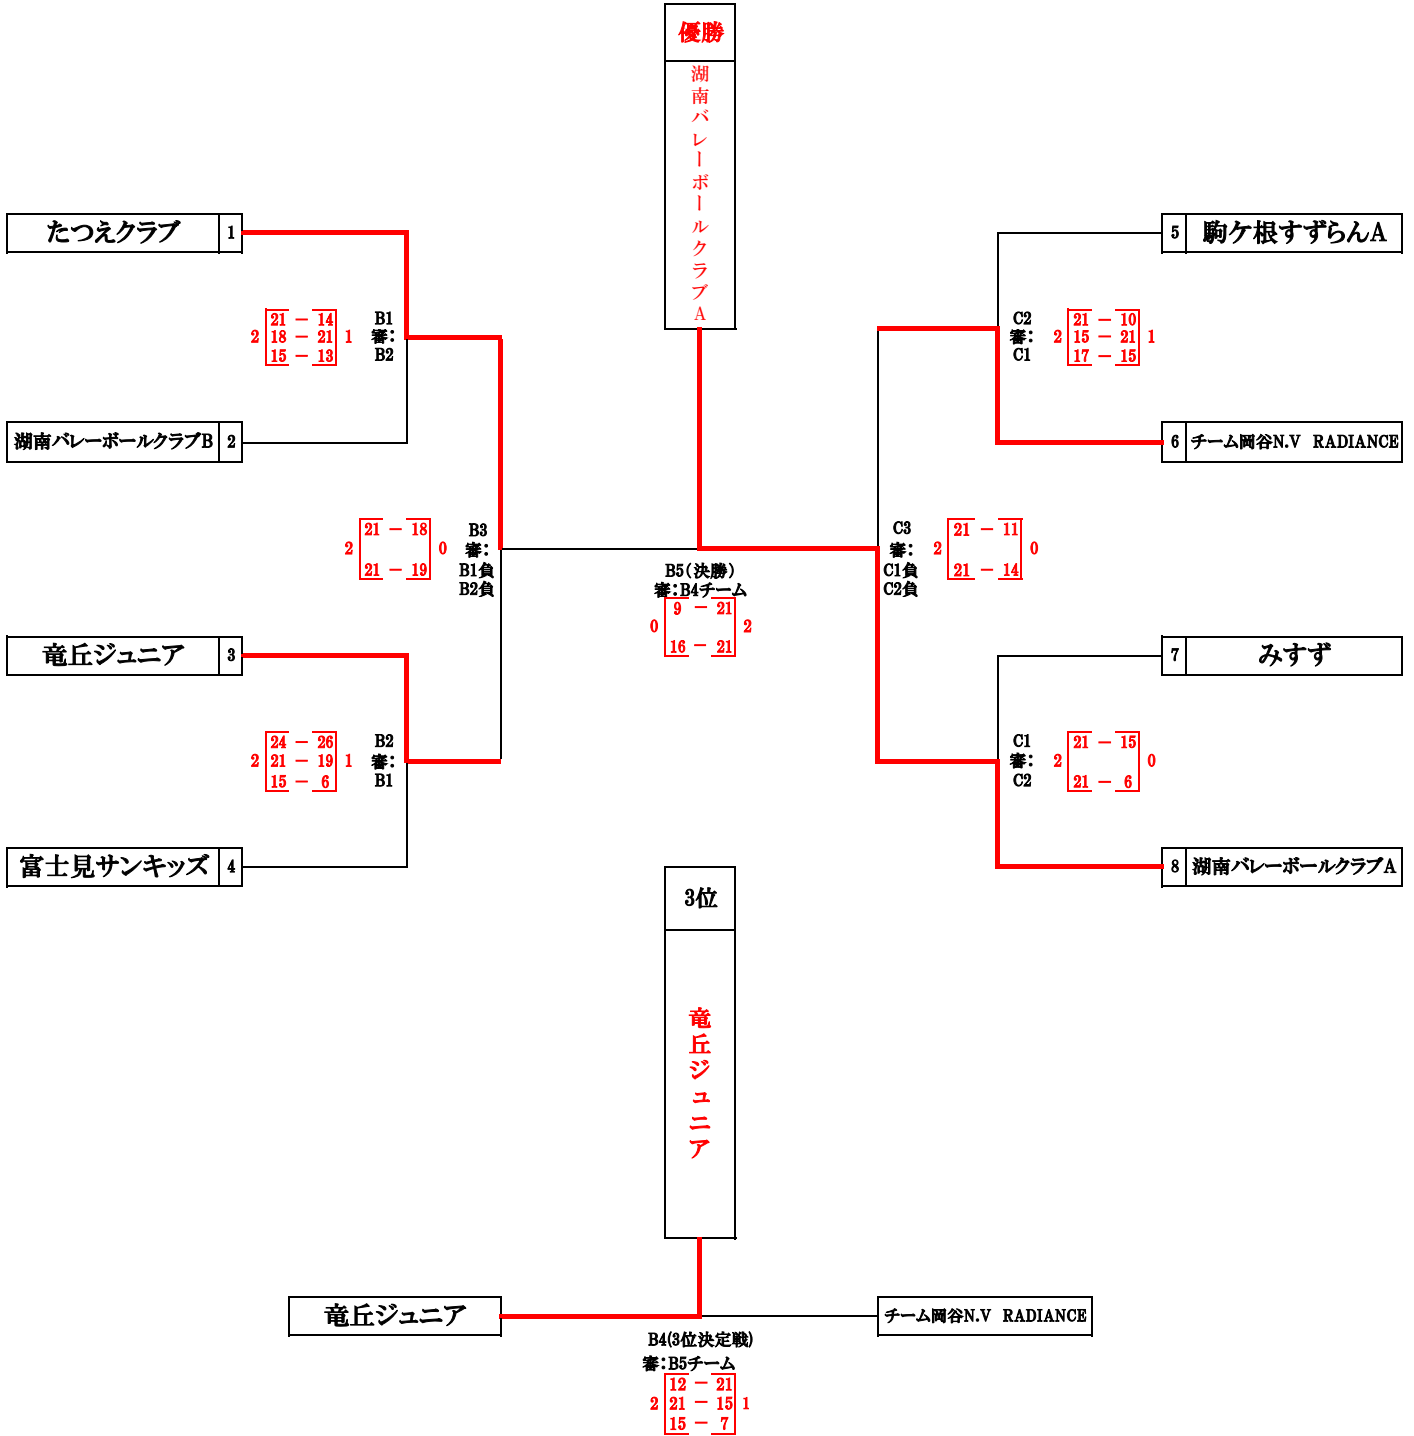 優勝
湖南バレーボールクラブA
たつえクラブ 1
5 駒ケ根すずらんA
2 21 － 14 1
18 － 21
15 － 13
B1
審：
B2
C2
審：
C1
2 21 － 10 1
15 － 21
17 － 15
湖南バレーボールクラブB 2
6 チーム岡谷N.V RADIANCE
2 21 － 18 0
21 － 19
B3
審：
B1負
B2負
B5（決勝）
審：B4チーム
0 9 － 21 2
16 － 21
C3
審：
C1負
C2負
2 21 － 11 0
21 － 14
竜丘ジュニア 3
7 みすず
2 24 － 26 1
21 － 19
15 － 6
B2
審：
B1
C1
審：
C2
2 21 － 15 0
21 － 6
富士見サンキッズ 4
8 湖南バレーボールクラブA
3位
竜丘ジュニア
竜丘ジュニア
チーム岡谷N.V RADIANCE
B4(3位決定戦)
審：B5チーム
2 12 － 21 1
21 － 15
15 － 7